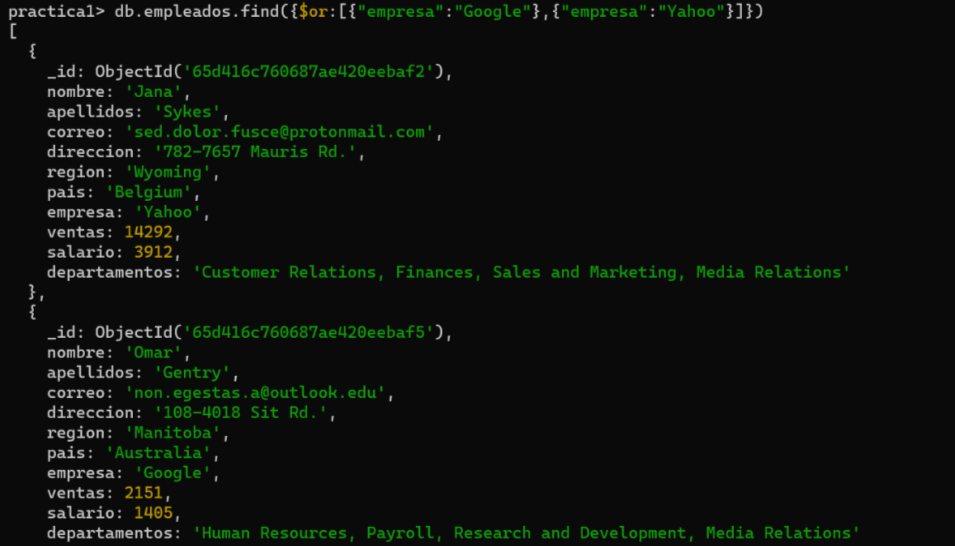 practica1> db.empleados.find({$or:[{"empresa":"Google"},{"empresa":"Yahoo"}]})
[
  {
    _id: ObjectId('65d416c760687ae420eebaf2'),
    nombre: 'Jana',
    apellidos: 'Sykes',
    correo: 'sed.dolor.fusce@protonmail.com',
    direccion: '782-7657 Mauris Rd.',
    region: 'Wyoming',
    pais: 'Belgium',
    empresa: 'Yahoo',
    ventas: 14292,
    salario: 3912,
    departamentos: 'Customer Relations, Finances, Sales and Marketing, Media Relations'
  },
  {
    _id: ObjectId('65d416c760687ae420eebaf5'),
    nombre: 'Omar',
    apellidos: 'Gentry',
    correo: 'non.egestas.a@outlook.edu',
    direccion: '108-4018 Sit Rd.',
    region: 'Manitoba',
    pais: 'Australia',
    empresa: 'Google',
    ventas: 2151,
    salario: 1405,
    departamentos: 'Human Resources, Payroll, Research and Development, Media Relations'